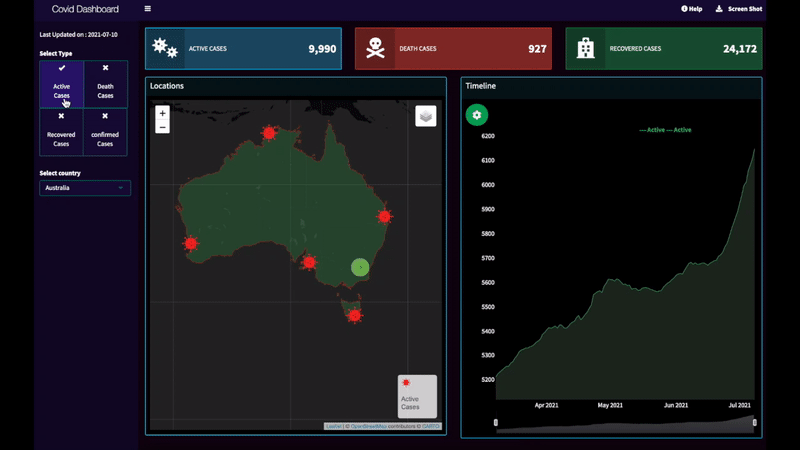 Covid Dashboard
Help
Screen Shot
Last Updated on : 2021-07-10
Select Type
Active
Cases
Death
Cases
Recovered
Cases
confirmed
Cases
Select country
Australia
ACTIVE CASES
9,990
DEATH CASES
927
RECOVERED CASES
24,172
Locations
+
−
Active
Cases
Leaflet | © OpenStreetMap contributors © CARTO
Timeline
--- Active --- Active
6200
6100
6000
5900
5800
5700
5600
5500
5400
5300
5200
Apr 2021
May 2021
Jun 2021
Jul 2021